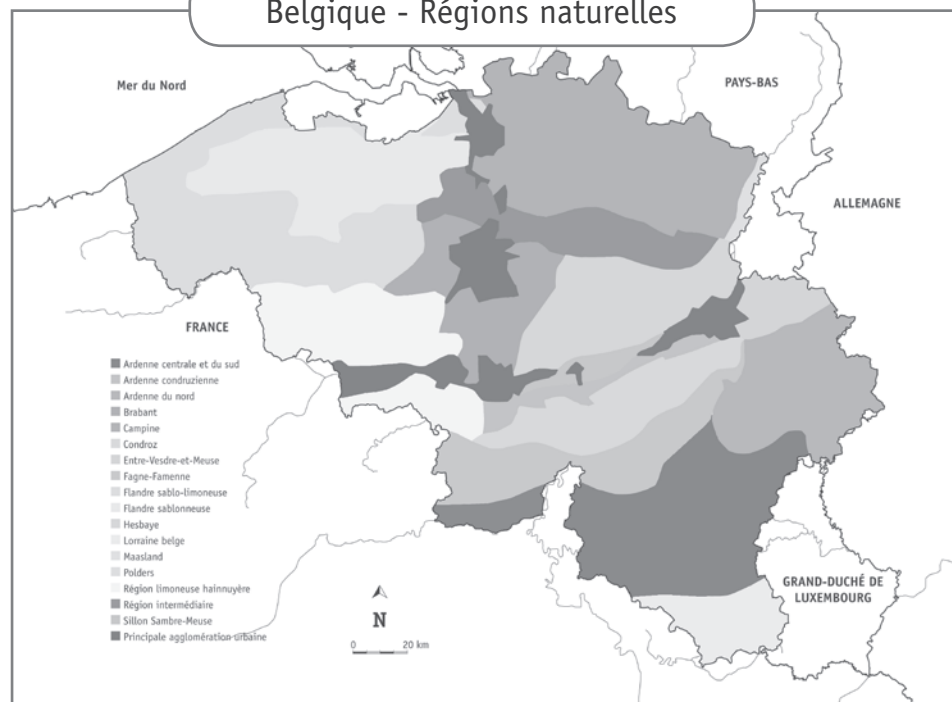 Belgique - Régions naturelles
Mer du Nord
PAYS-BAS
ALLEMAGNE
FRANCE
Ardenne centrale et du sud
Ardenne condruzienne
Ardenne du nord
Brabant
Campine
Condroz
Entre-Vesdre-et-Meuse
Fagne-Famenne
Flandre sablo-limoneuse
Flandre sablonneuse
Hesbaye
Lorraine belge
Maasland
Polders
Région limoneuse hainnuyère
Région intermédiaire
Sillon Sambre-Meuse
Principale agglomération urbaine
N
0 20 km
GRAND-DUCHÉ DE
LUXEMBOURG